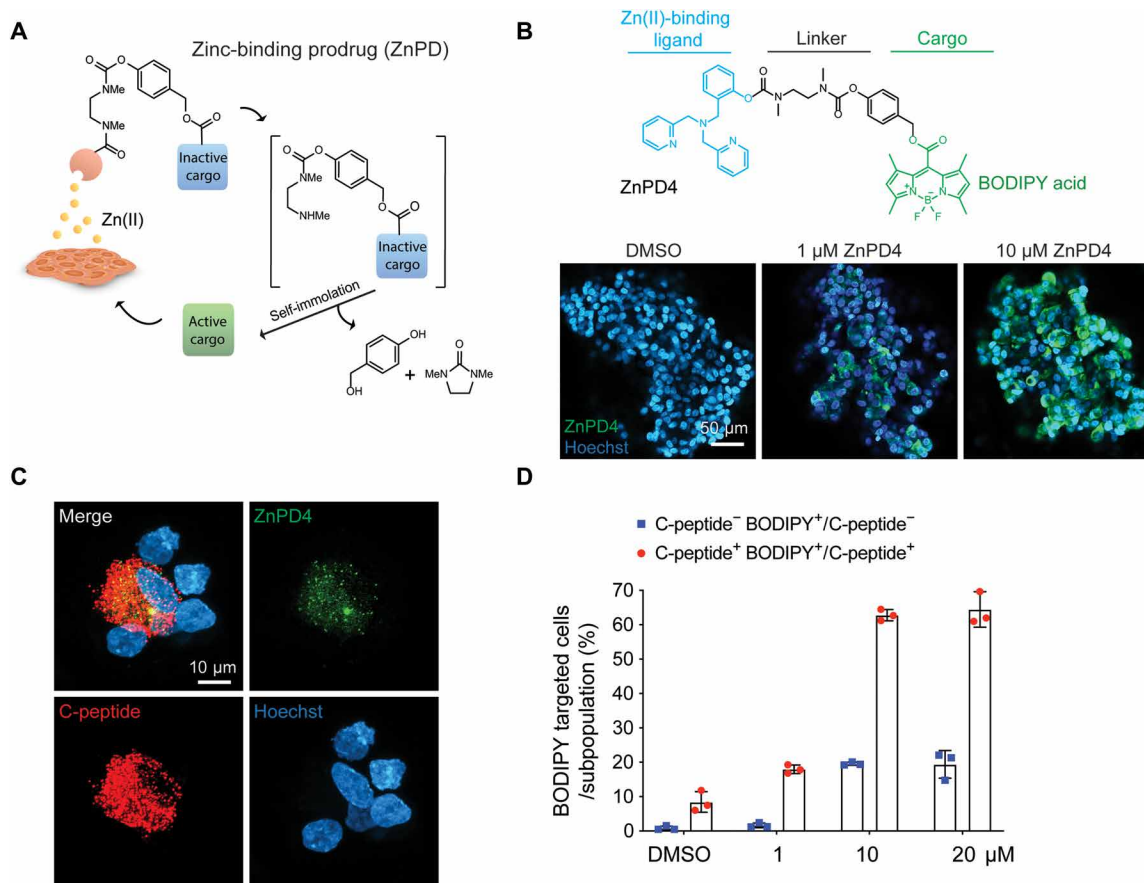 A
Zinc-binding prodrug (ZnPD)
O
O
NMe
O
NMe
O
O
Inactive
cargo
Zn(II)
O
O
NMe
NHMe
O
O
Inactive
cargo
Self-immolation
Active
cargo
OH
OH
+
O
MeN
NMe
B
Zn(II)-binding
ligand
Linker
Cargo
O
O
N
N
O
O
N
N
N
O
O
ZnPD4
N
+
B
−
N
F
F
BODIPY acid
DMSO
1 µM ZnPD4
10 µM ZnPD4
ZnPD4
Hoechst
50 µm
C
Merge
10 µm
ZnPD4
C-peptide
Hoechst
D
C-peptide⁻ BODIPY⁺/C-peptide⁻
C-peptide⁺ BODIPY⁺/C-peptide⁺
BODIPY targeted cells
/subpopulation (%)
70
60
50
40
30
20
10
0
DMSO 1 10 20 µM